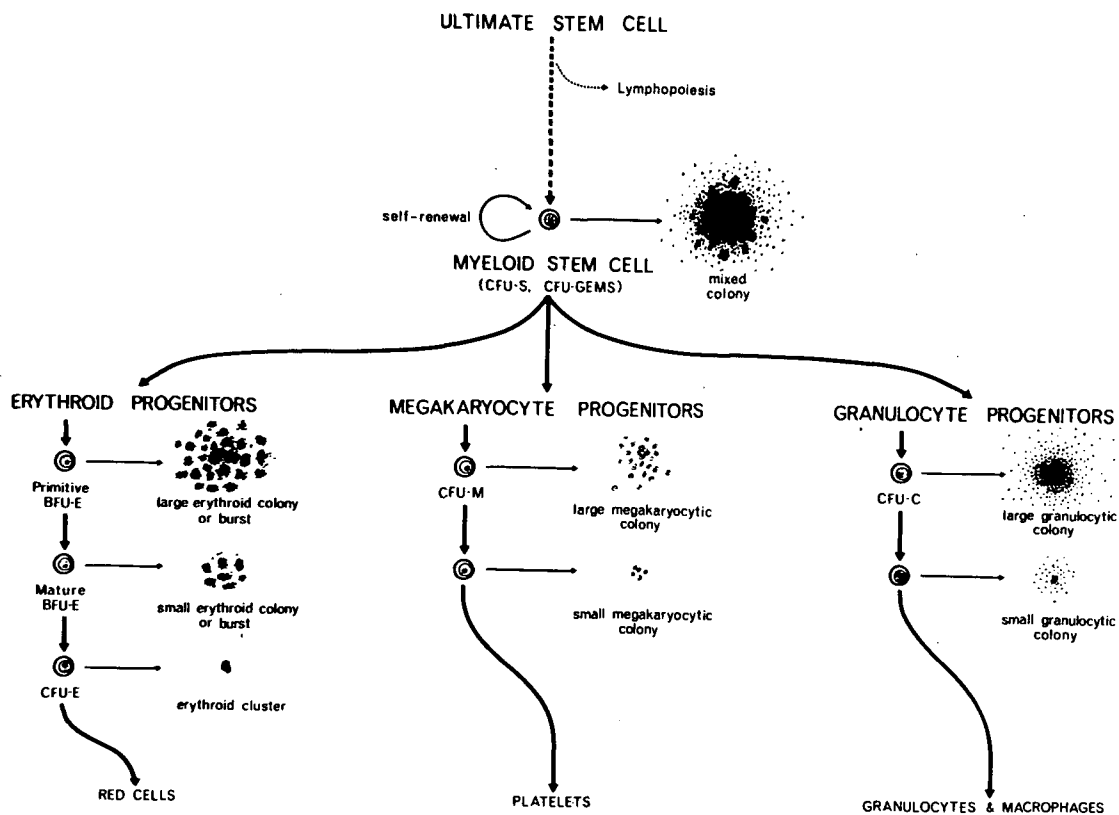 ULTIMATE STEM CELL
Lymphopoiesis
self-renewal
MYELOID STEM CELL
(CFU-S, CFU-GEMS)
mixed
colony
ERYTHROID PROGENITORS
Primitive
BFU-E
large erythroid colony
or burst
Mature
BFU-E
small erythroid colony
or burst
CFU-E
erythroid cluster
RED CELLS
MEGAKARYOCYTE PROGENITORS
CFU-M
large megakaryocytic
colony
small megakaryocytic
colony
PLATELETS
GRANULOCYTE PROGENITORS
CFU-C
large granulocytic
colony
small granulocytic
colony
GRANULOCYTES & MACROPHAGES